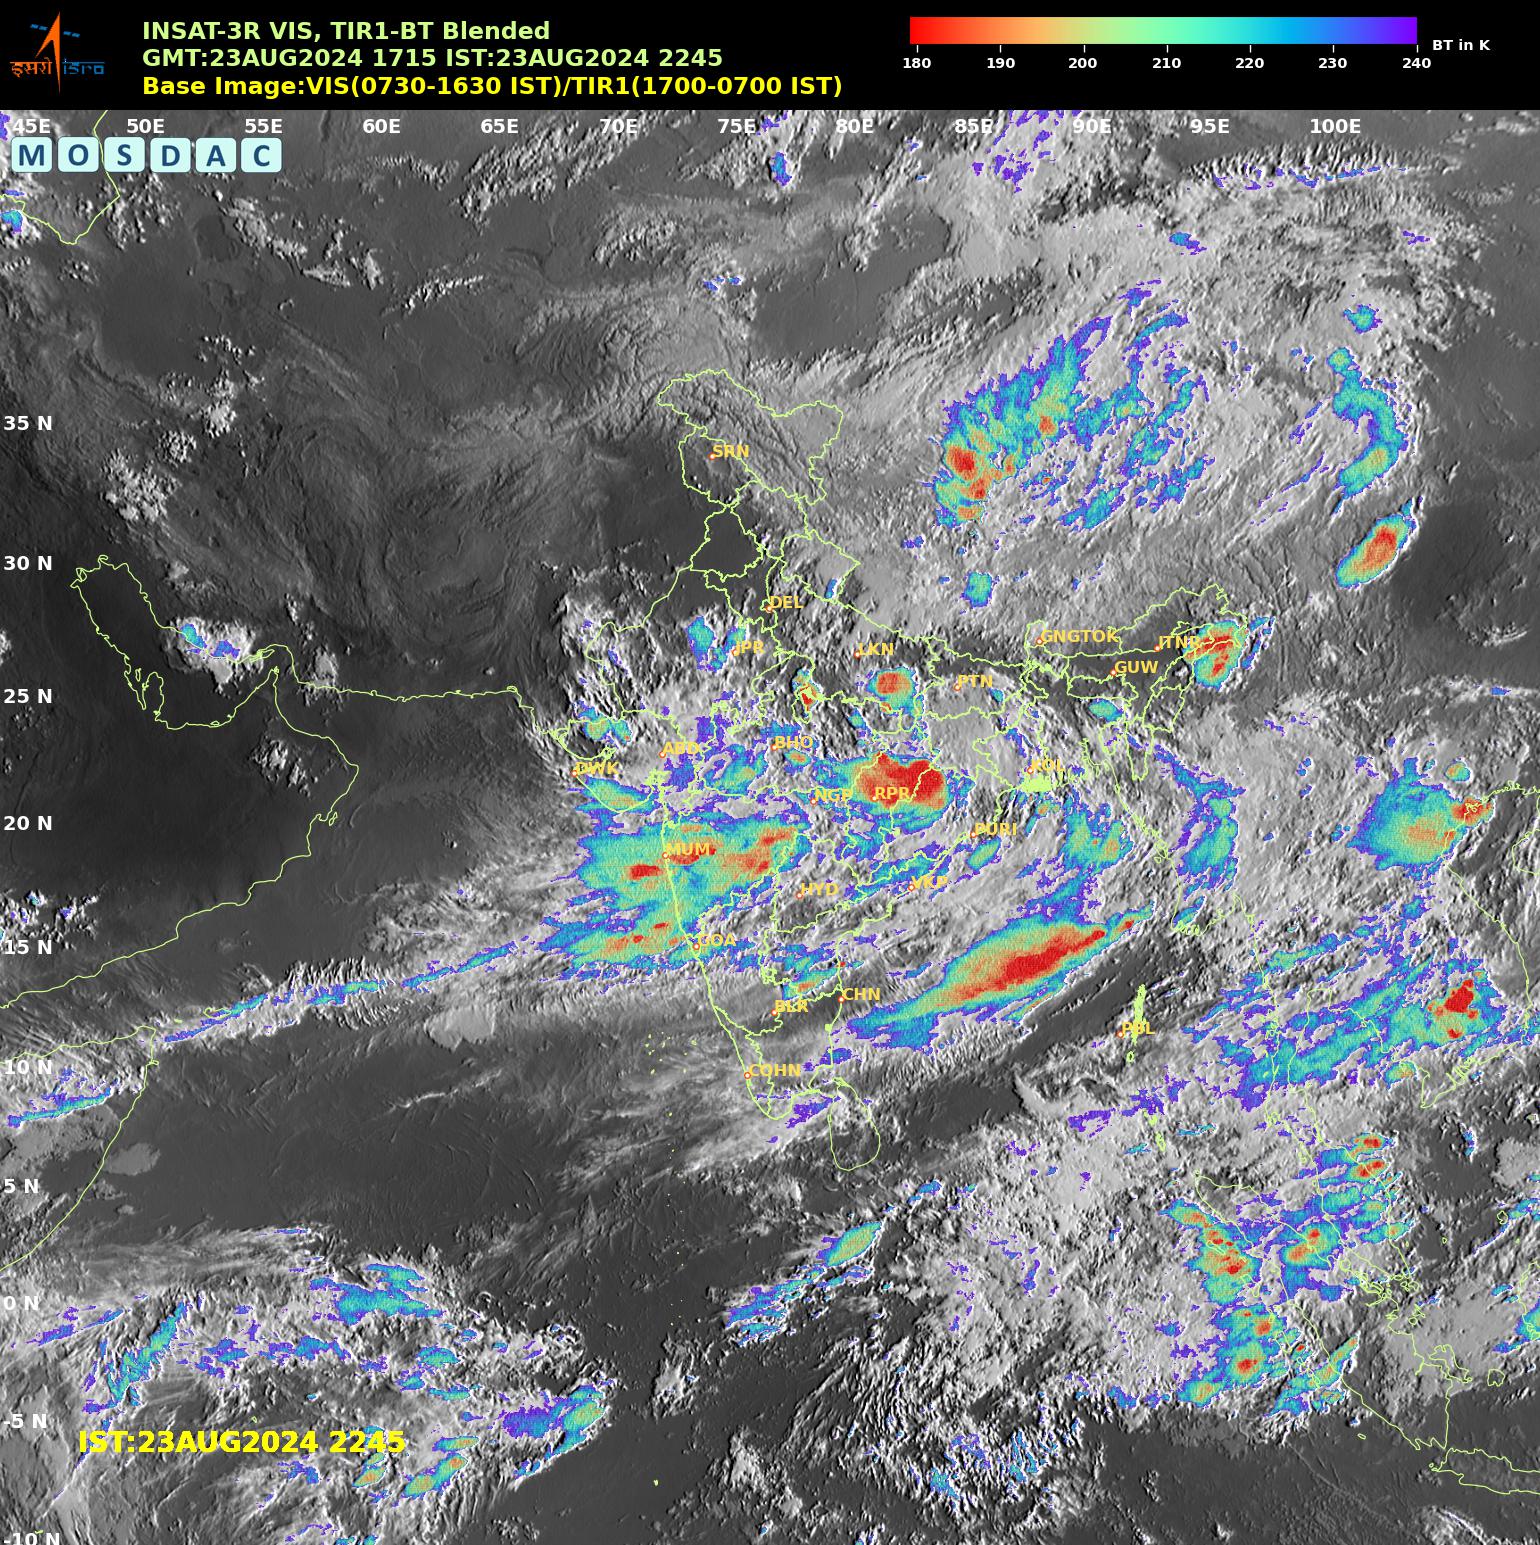 INSAT-3R VIS, TIR1-BT Blended
GMT:23AUG2024 1715 IST:23AUG2024 2245
Base Image:VIS(0730-1630 IST)/TIR1(1700-0700 IST)
इसरो isro
180 190 200 210 220 230 240 BT in K
45E 50E 55E 60E 65E 70E 75E 80E 85E 90E 95E 100E
M O S D A C
35 N
SRN
30 N
DEL
GNGTOK
ITNR
JPR
LKN
GUW
PTN
25 N
ABD
BHO
DWK
KOL
NGP
RPR
20 N
PURI
MUM
VKP
HYD
GOA
15 N
CHN
BLR
PBL
10 N
COHN
5 N
0 N
-5 N
IST:23AUG2024 2245
-10 N